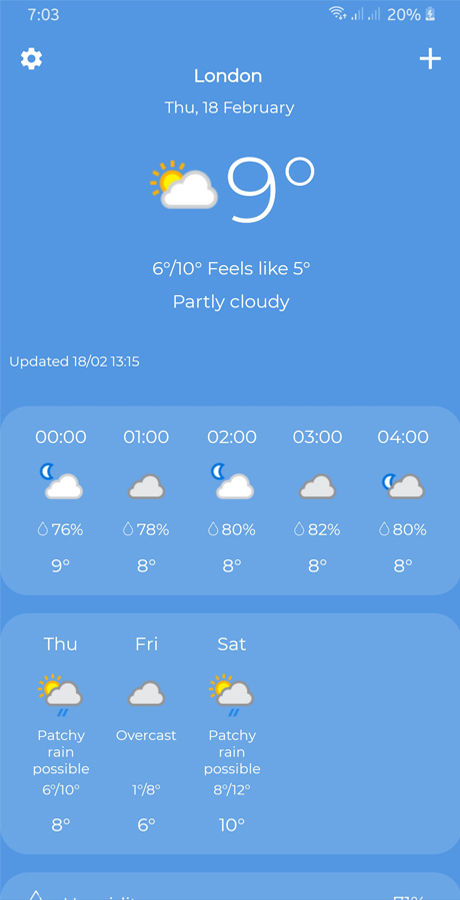 7:03 20%
London
Thu, 18 February
9°
6°/10° Feels like 5°
Partly cloudy
Updated 18/02 13:15
00:00 01:00 02:00 03:00 04:00
76% 78% 80% 82% 80%
9° 8° 8° 8° 8°
Thu Fri Sat
Patchy rain possible
Overcast
Patchy rain possible
6°/10° 1°/8° 8°/12°
8° 6° 10°